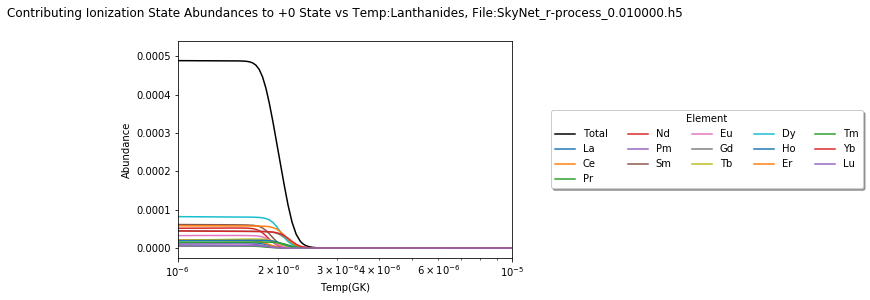 Contributing Ionization State Abundances to +0 State vs Temp:Lanthanides, File:SkyNet_r-process_0.010000.h5
0.0005
0.0004
0.0003
0.0002
0.0001
0.0000
Abundance
10⁻⁶
2 × 10⁻⁶
3 × 10⁻⁶
4 × 10⁻⁶
6 × 10⁻⁶
10⁻⁵
Temp(GK)
Element
Total Nd Eu Dy Tm
La Pm Gd Ho Yb
Ce Sm Tb Er Lu
Pr